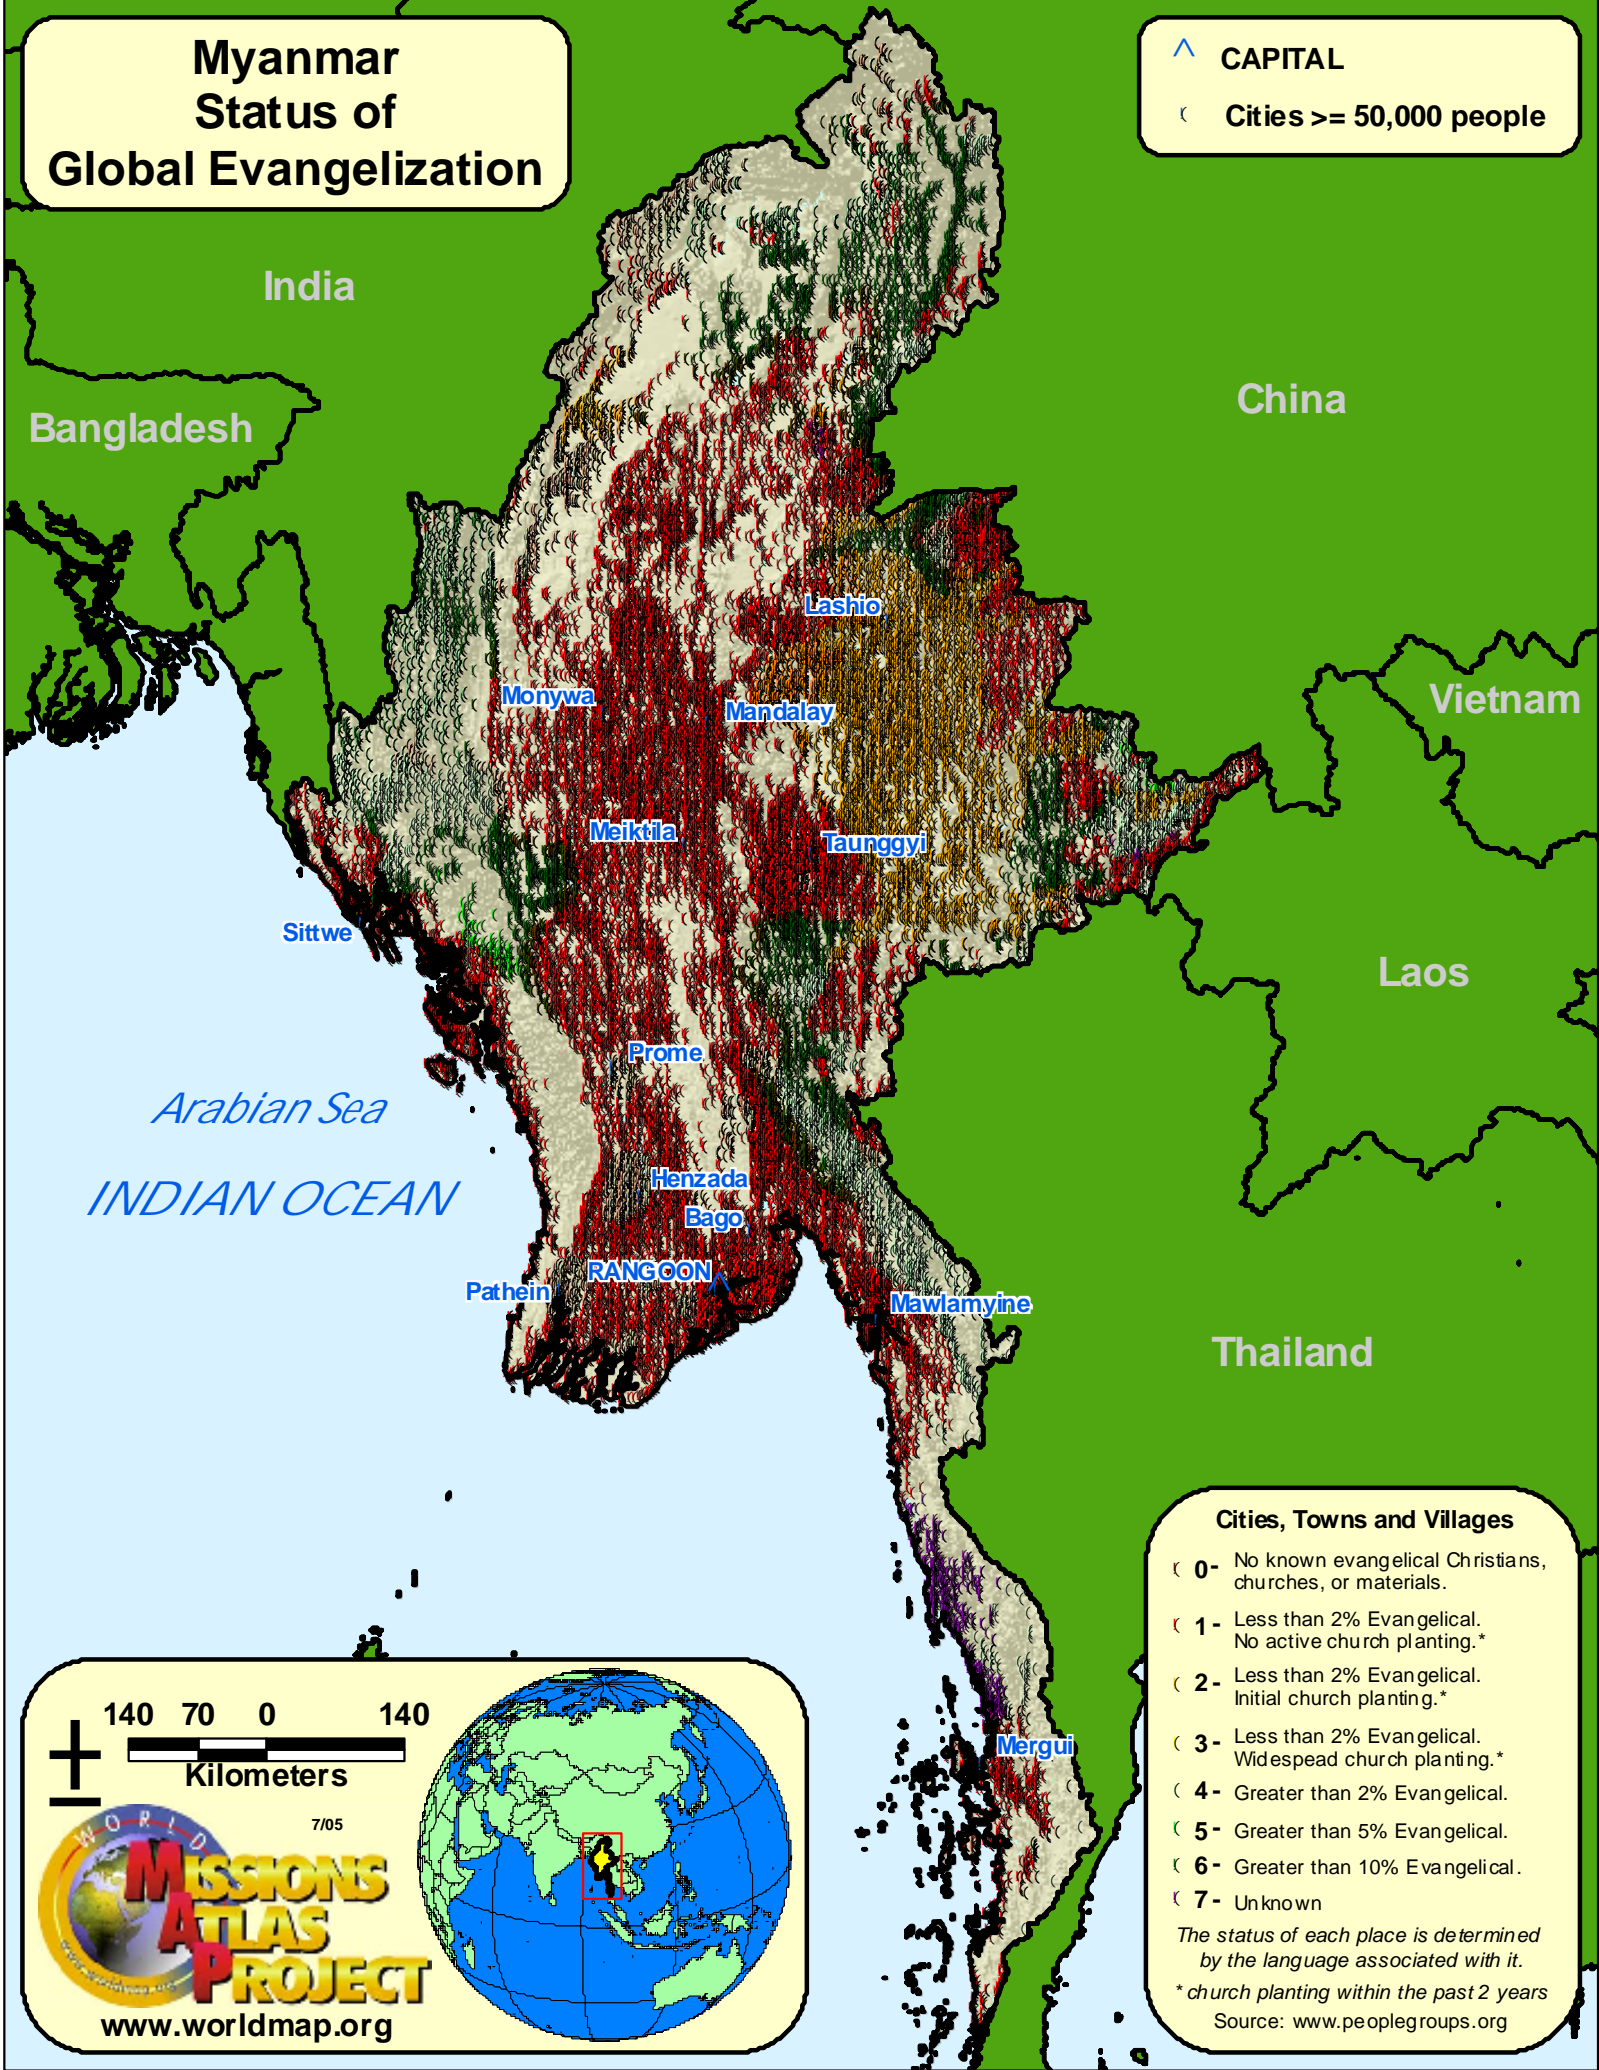 Myanmar
Status of
Global Evangelization
CAPITAL
Cities >= 50,000 people
India
China
Bangladesh
Vietnam
Laos
Thailand
Lashio
Monywa
Mandalay
Meiktila
Taunggyi
Sittwe
Prome
Henzada
Bago
RANGOON
Pathein
Mawlamyine
Mergui
Arabian Sea
INDIAN OCEAN
Cities, Towns and Villages
0- No known evangelical Christians,
churches, or materials.
1- Less than 2% Evangelical.
No active church planting.*
2- Less than 2% Evangelical.
Initial church planting.*
3- Less than 2% Evangelical.
Widespead church planting.*
4- Greater than 2% Evangelical.
5- Greater than 5% Evangelical.
6- Greater than 10% Evangelical.
7- Unknown
The status of each place is determined
by the language associated with it.
* church planting within the past 2 years
Source: www.peoplegroups.org
140 70 0 140
Kilometers
7/05
WORLD
MISSIONS
ATLAS
PROJECT
www.worldmap.org
www.worldmap.org